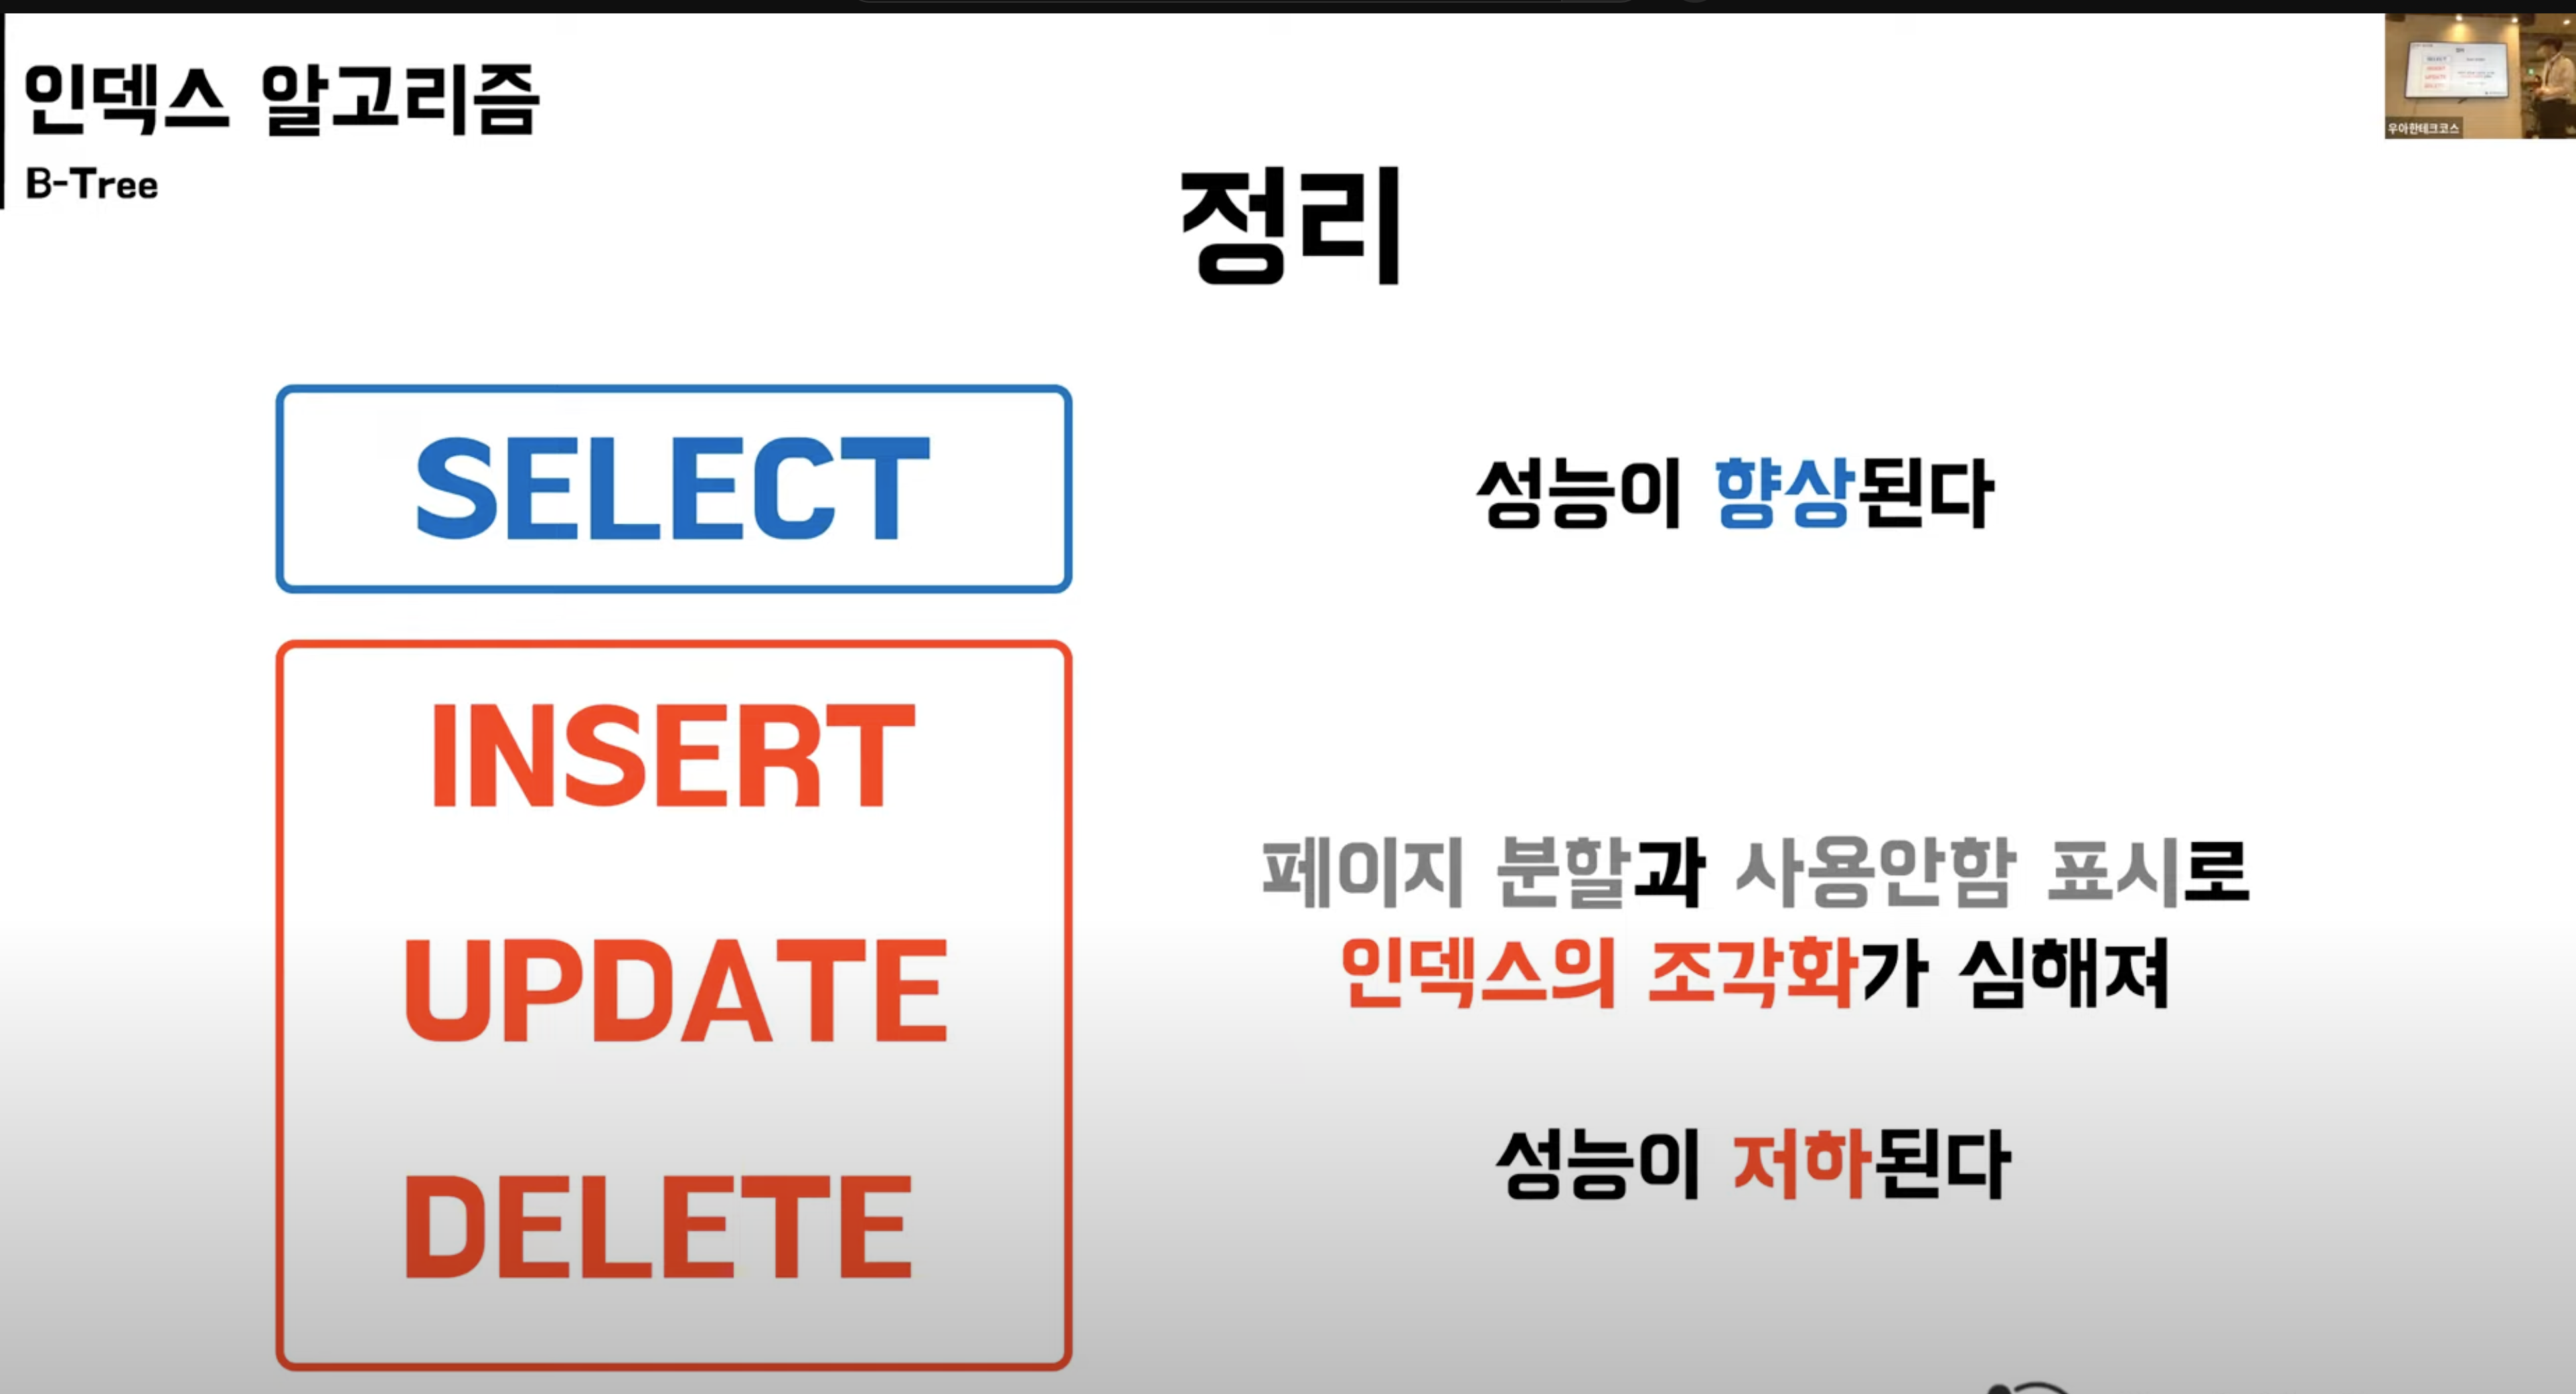 인덱스 알고리즘
B-Tree
우아한테크코스
정리
SELECT
성능이 향상된다
INSERT
UPDATE
DELETE
페이지 분할과 사용안함 표시로
인덱스의 조각화가 심해져
성능이 저하된다